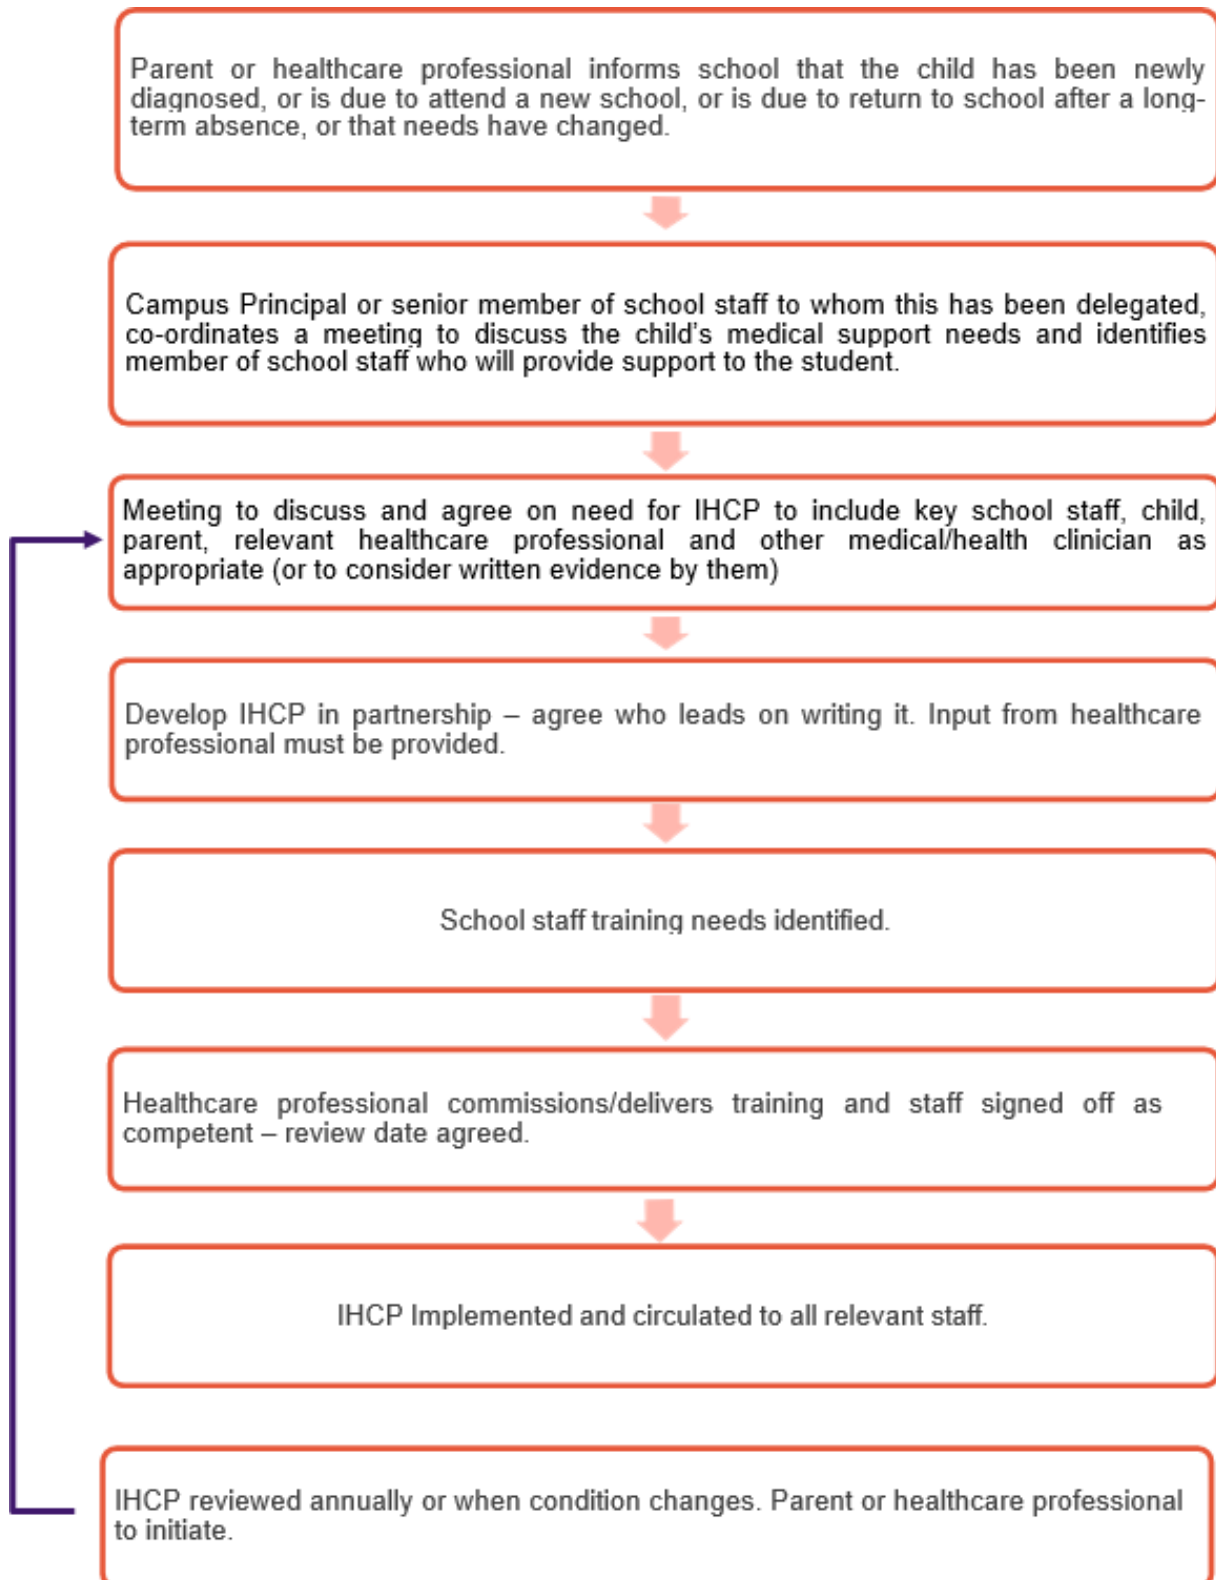 Parent or healthcare professional informs school that the child has been newly
diagnosed, or is due to attend a new school, or is due to return to school after a long-
term absence, or that needs have changed.
Campus Principal or senior member of school staff to whom this has been delegated,
co-ordinates a meeting to discuss the child's medical support needs and identifies
member of school staff who will provide support to the student.
Meeting to discuss and agree on need for IHCP to include key school staff, child,
parent, relevant healthcare professional and other medical/health clinician as
appropriate (or to consider written evidence by them)
Develop IHCP in partnership – agree who leads on writing it. Input from healthcare
professional must be provided.
School staff training needs identified.
Healthcare professional commissions/delivers training and staff signed off as
competent – review date agreed.
IHCP Implemented and circulated to all relevant staff.
IHCP reviewed annually or when condition changes. Parent or healthcare professional
to initiate.